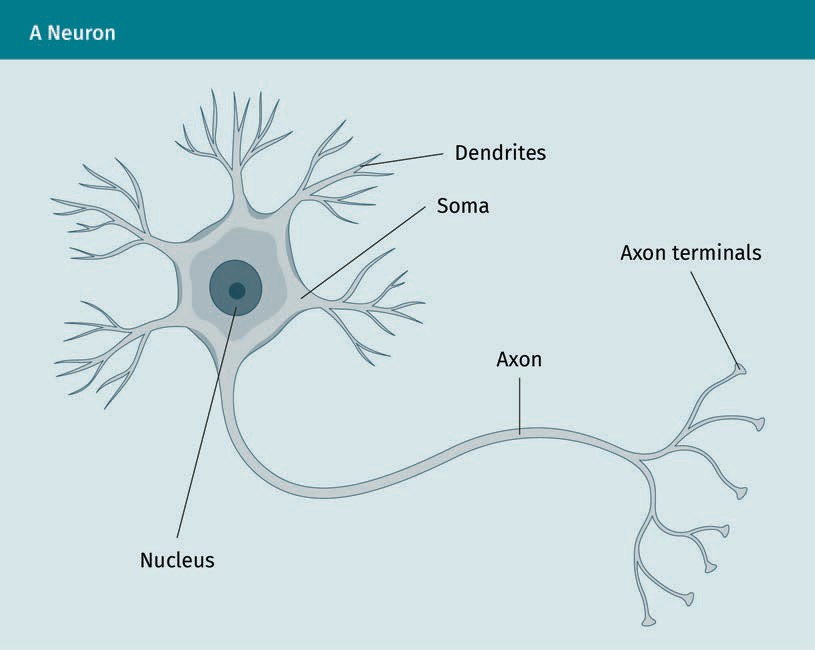 A Neuron
Dendrites
Soma
Axon terminals
Axon
Nucleus